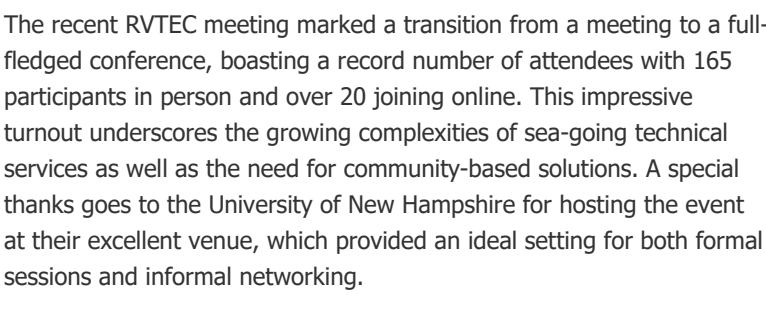 The recent RVTEC meeting marked a transition from a meeting to a full-
fledged conference, boasting a record number of attendees with 165
participants in person and over 20 joining online. This impressive
turnout underscores the growing complexities of sea-going technical
services as well as the need for community-based solutions. A special
thanks goes to the University of New Hampshire for hosting the event
at their excellent venue, which provided an ideal setting for both formal
sessions and informal networking.